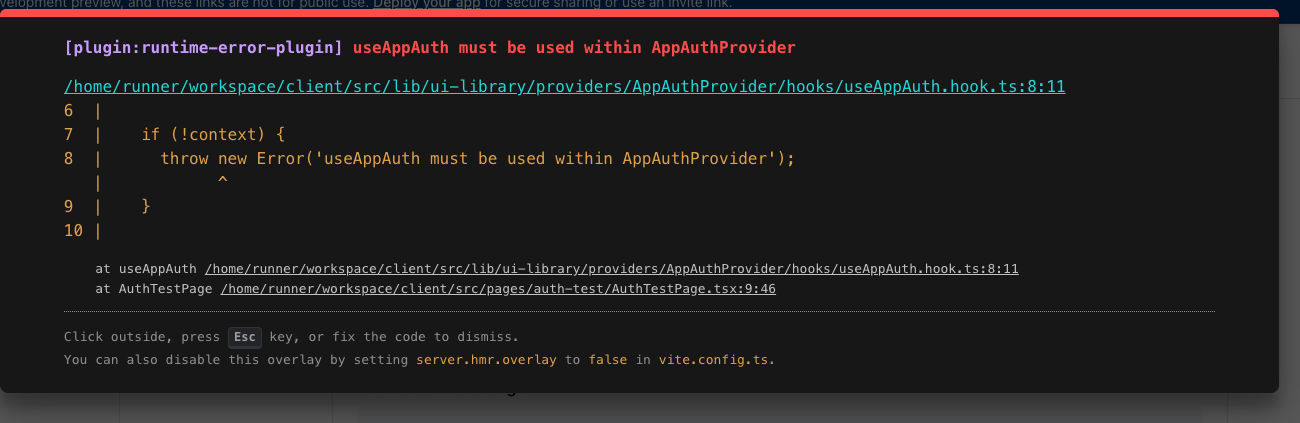 velopment preview, and these links are not for public use. Deploy your app for secure sharing or use an invite link.
[plugin:runtime-error-plugin] useAppAuth must be used within AppAuthProvider
/home/runner/workspace/client/src/lib/ui-library/providers/AppAuthProvider/hooks/useAppAuth.hook.ts:8:11
6  |
7  |    if (!context) {
8  |      throw new Error('useAppAuth must be used within AppAuthProvider');
   |            ^
9  |    }
10 |
at useAppAuth /home/runner/workspace/client/src/lib/ui-library/providers/AppAuthProvider/hooks/useAppAuth.hook.ts:8:11
at AuthTestPage /home/runner/workspace/client/src/pages/auth-test/AuthTestPage.tsx:9:46
Click outside, press Esc key, or fix the code to dismiss.
You can also disable this overlay by setting server.hmr.overlay to false in vite.config.ts.